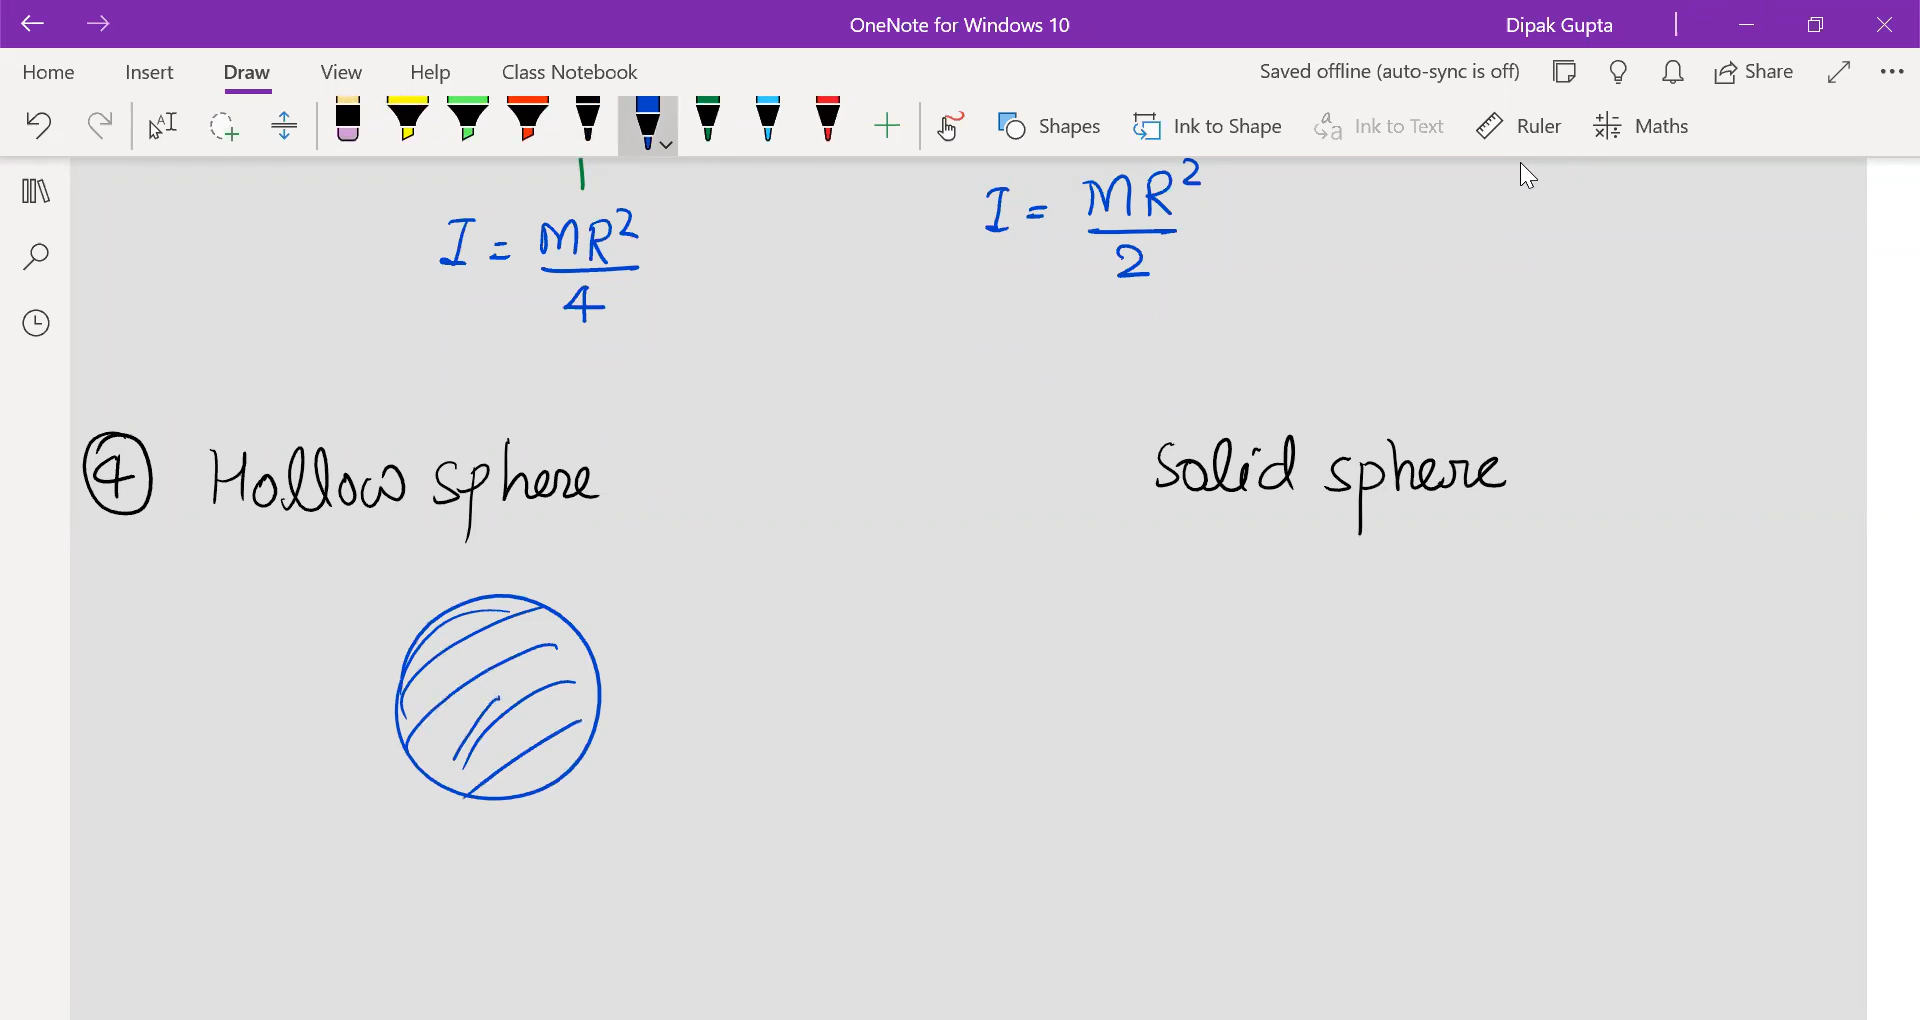 OneNote for Windows 10
Dipak Gupta
Home Insert Draw View Help Class Notebook
Saved offline (auto-sync is off) Share
Shapes Ink to Shape Ink to Text Ruler Maths
I = MR²/4
I = MR²/2
④ Hollow sphere
Solid sphere